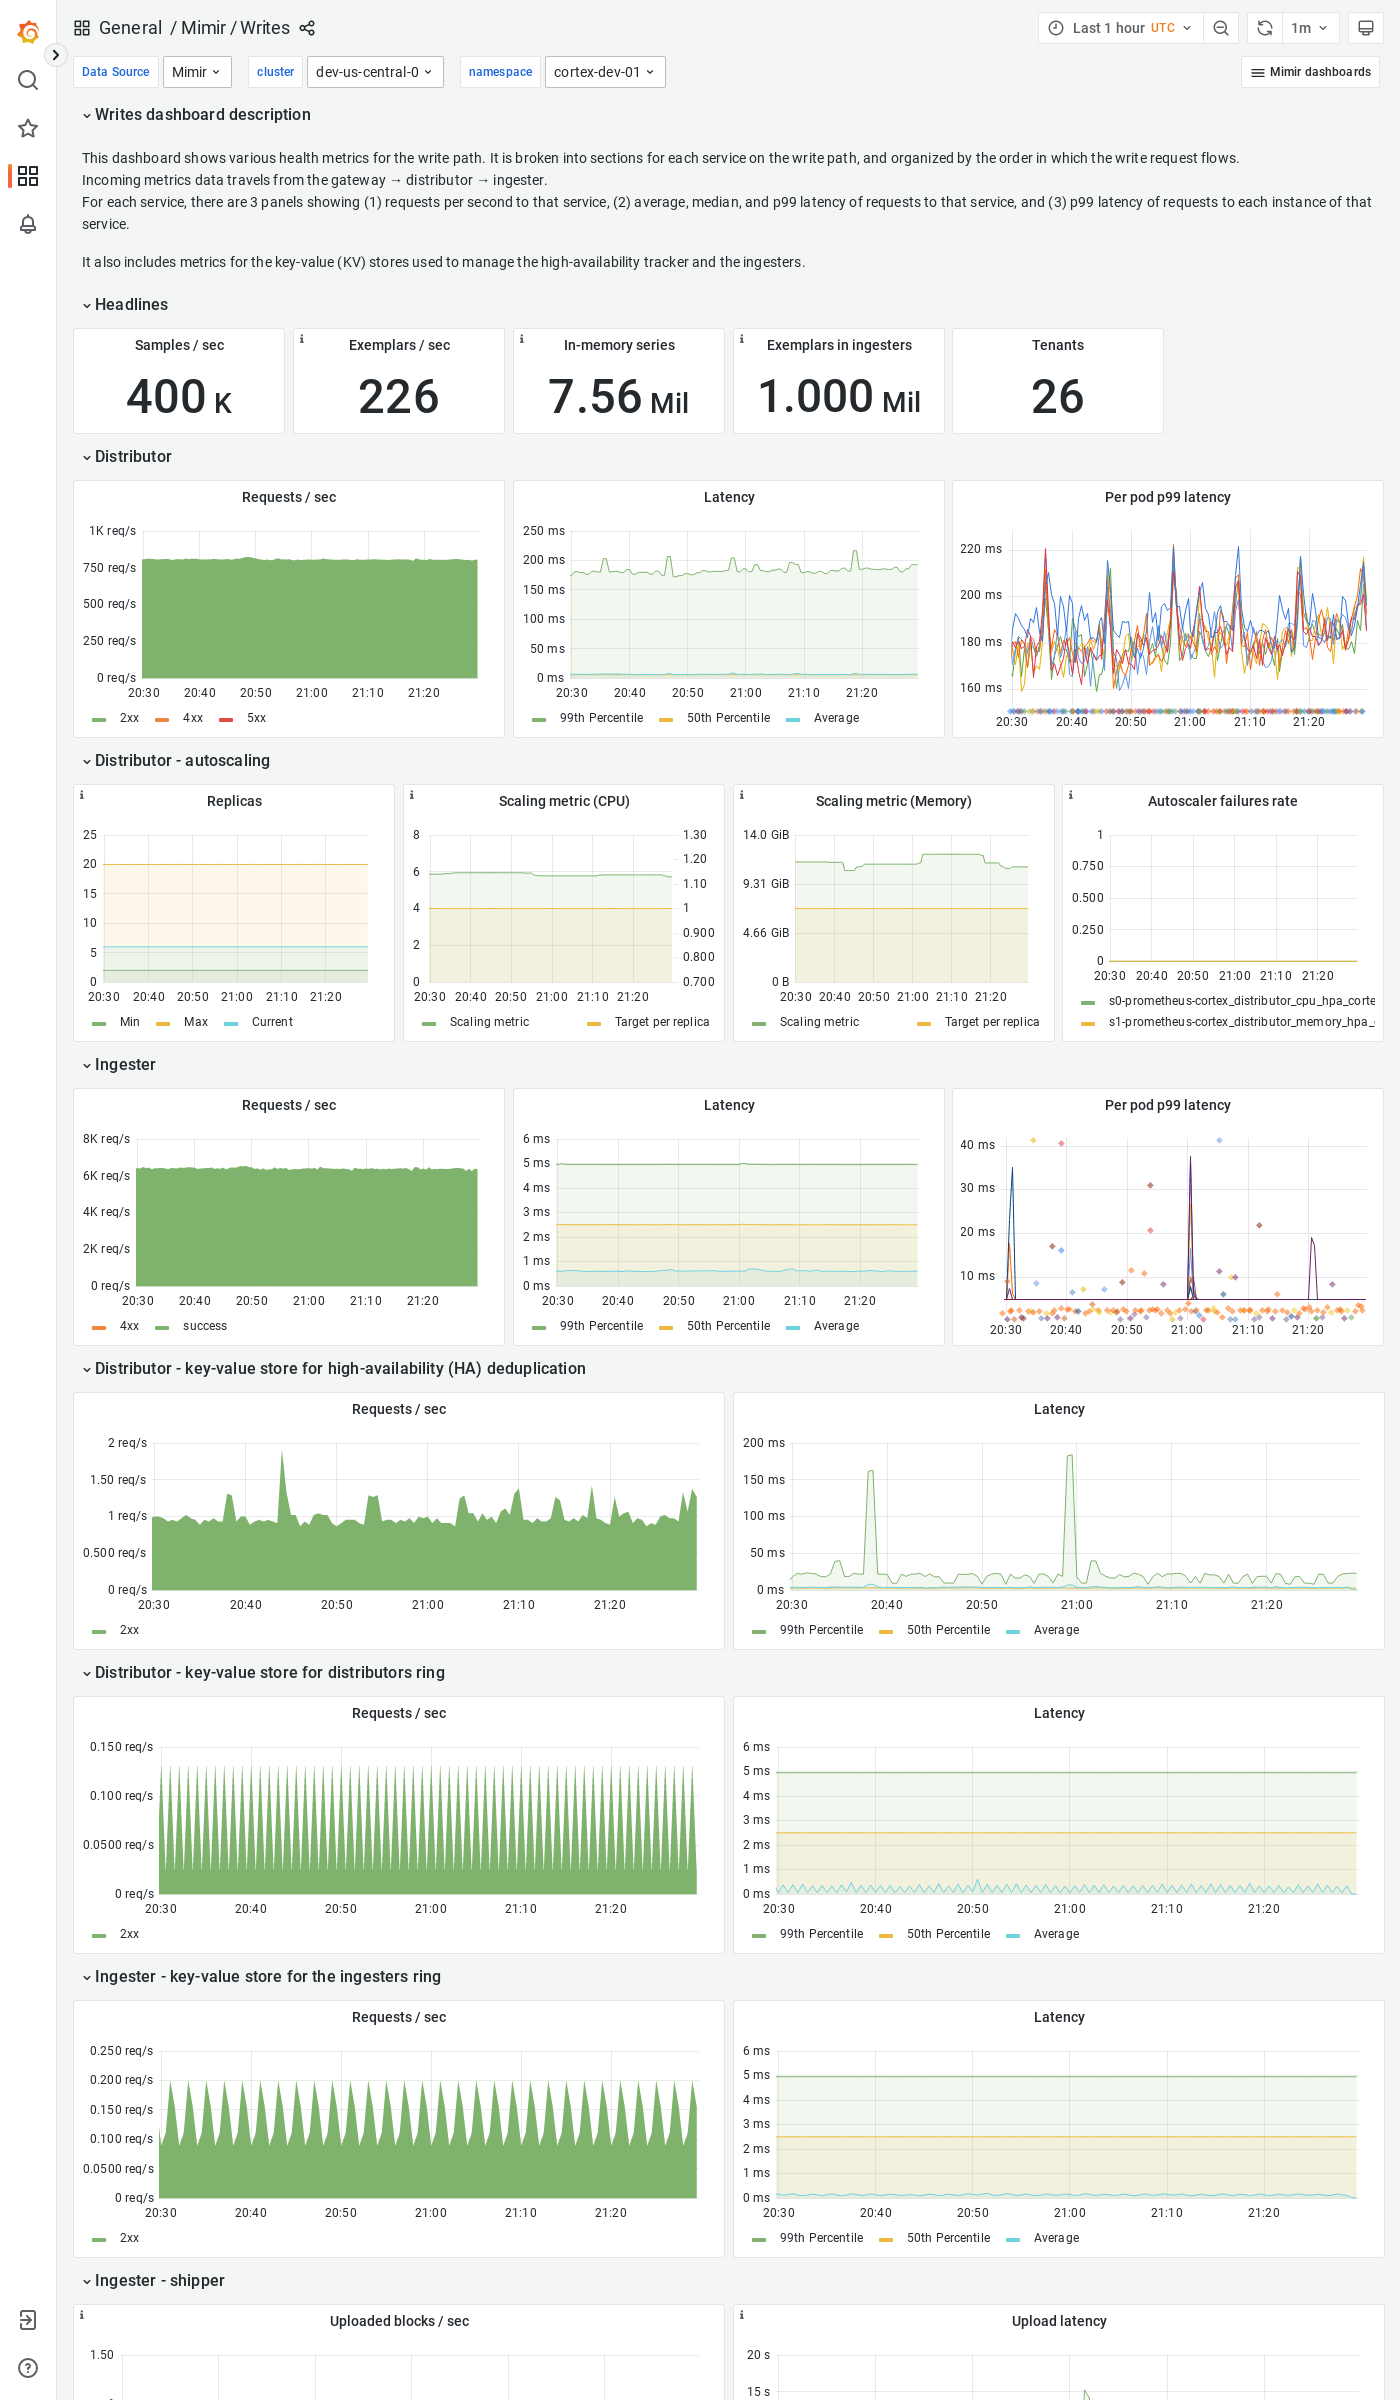 General / Mimir / Writes
Last 1 hour UTC
1m
Data Source Mimir cluster dev-us-central-0 namespace cortex-dev-01 Mimir dashboards
Writes dashboard description
This dashboard shows various health metrics for the write path. It is broken into sections for each service on the write path, and organized by the order in which the write request flows.
Incoming metrics data travels from the gateway → distributor → ingester.
For each service, there are 3 panels showing (1) requests per second to that service, (2) average, median, and p99 latency of requests to that service, and (3) p99 latency of requests to each instance of that
service.
It also includes metrics for the key-value (KV) stores used to manage the high-availability tracker and the ingesters.
Headlines
Samples / sec
400 K
Exemplars / sec
226
In-memory series
7.56 Mil
Exemplars in ingesters
1.000 Mil
Tenants
26
Distributor
Requests / sec
1K req/s
750 req/s
500 req/s
250 req/s
0 req/s
20:30 20:40 20:50 21:00 21:10 21:20
2xx 4xx 5xx
Latency
250 ms
200 ms
150 ms
100 ms
50 ms
0 ms
20:30 20:40 20:50 21:00 21:10 21:20
99th Percentile 50th Percentile Average
Per pod p99 latency
220 ms
200 ms
180 ms
160 ms
20:30 20:40 20:50 21:00 21:10 21:20
Distributor - autoscaling
Replicas
25
20
15
10
5
0
20:30 20:40 20:50 21:00 21:10 21:20
Min Max Current
Scaling metric (CPU)
8
6
4
2
0
1.30
1.20
1.10
1
0.900
0.800
0.700
20:30 20:40 20:50 21:00 21:10 21:20
Scaling metric Target per replica
Scaling metric (Memory)
14.0 GiB
9.31 GiB
4.66 GiB
0 B
20:30 20:40 20:50 21:00 21:10 21:20
Scaling metric Target per replica
Autoscaler failures rate
1
0.750
0.500
0.250
0
20:30 20:40 20:50 21:00 21:10 21:20
s0-prometheus-cortex_distributor_cpu_hpa_corte
s1-prometheus-cortex_distributor_memory_hpa_
Ingester
Requests / sec
8K req/s
6K req/s
4K req/s
2K req/s
0 req/s
20:30 20:40 20:50 21:00 21:10 21:20
4xx success
Latency
6 ms
5 ms
4 ms
3 ms
2 ms
1 ms
0 ms
20:30 20:40 20:50 21:00 21:10 21:20
99th Percentile 50th Percentile Average
Per pod p99 latency
40 ms
30 ms
20 ms
10 ms
20:30 20:40 20:50 21:00 21:10 21:20
Distributor - key-value store for high-availability (HA) deduplication
Requests / sec
2 req/s
1.50 req/s
1 req/s
0.500 req/s
0 req/s
20:30 20:40 20:50 21:00 21:10 21:20
2xx
Latency
200 ms
150 ms
100 ms
50 ms
0 ms
20:30 20:40 20:50 21:00 21:10 21:20
99th Percentile 50th Percentile Average
Distributor - key-value store for distributors ring
Requests / sec
0.150 req/s
0.100 req/s
0.0500 req/s
0 req/s
20:30 20:40 20:50 21:00 21:10 21:20
2xx
Latency
6 ms
5 ms
4 ms
3 ms
2 ms
1 ms
0 ms
20:30 20:40 20:50 21:00 21:10 21:20
99th Percentile 50th Percentile Average
Ingester - key-value store for the ingesters ring
Requests / sec
0.250 req/s
0.200 req/s
0.150 req/s
0.100 req/s
0.0500 req/s
0 req/s
20:30 20:40 20:50 21:00 21:10 21:20
2xx
Latency
6 ms
5 ms
4 ms
3 ms
2 ms
1 ms
0 ms
20:30 20:40 20:50 21:00 21:10 21:20
99th Percentile 50th Percentile Average
Ingester - shipper
Uploaded blocks / sec
1.50
Upload latency
20 s
15 s